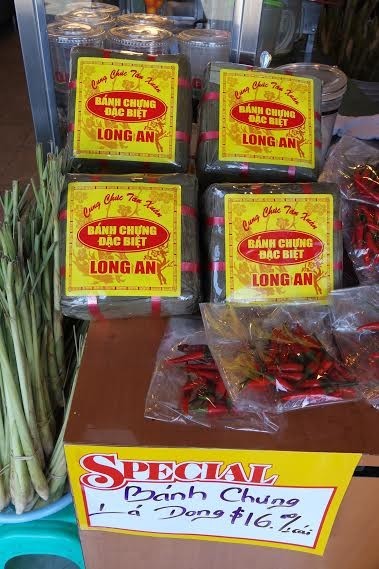 Cung Chúc Tân Xuân
BÁNH CHƯNG
ĐẶC BIỆT
LONG AN
Cung Chúc Tân Xuân
BÁNH CHƯNG
ĐẶC BIỆT
LONG AN
Cung Chúc Tân Xuân
BÁNH CHƯNG
ĐẶC BIỆT
LONG AN
Cung Chúc Tân Xuân
BÁNH CHƯNG
ĐẶC BIỆT
LONG AN
SPECIAL
Bánh Chưng
Lá Dong $16.00/cái